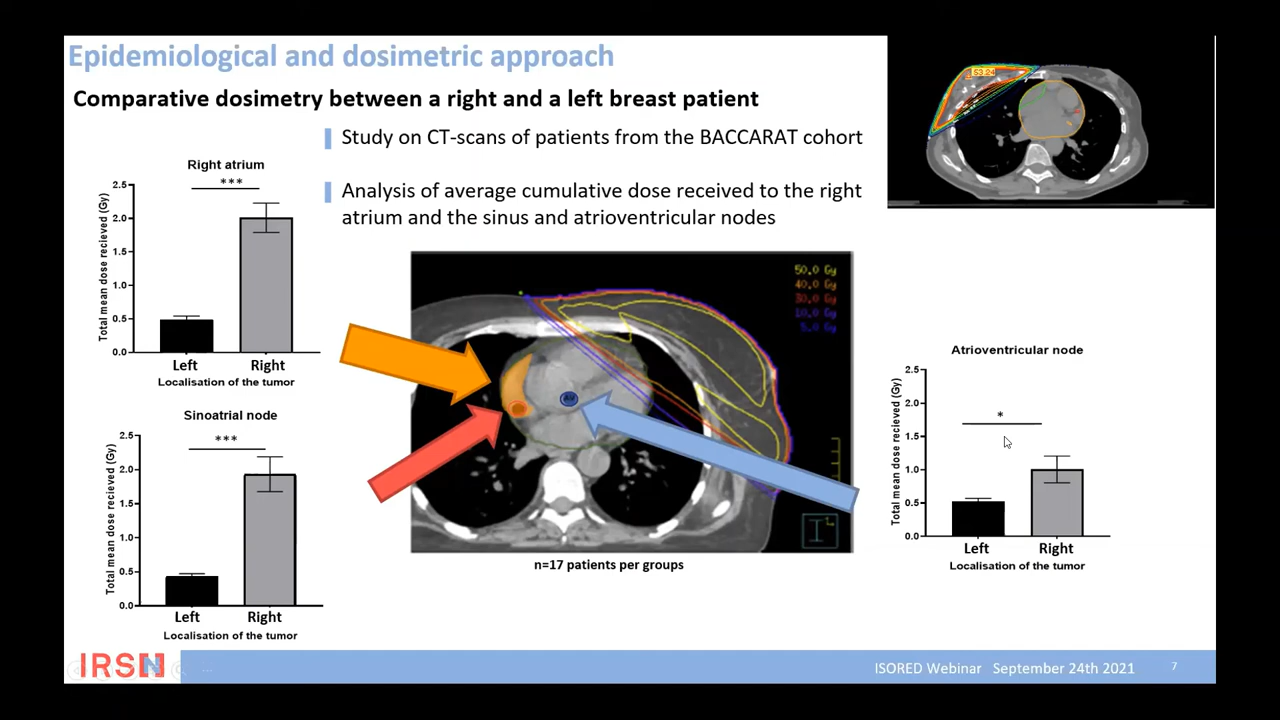 Epidemiological and dosimetric approach
Comparative dosimetry between a right and a left breast patient
Study on CT-scans of patients from the BACCARAT cohort
Analysis of average cumulative dose received to the right
atrium and the sinus and atrioventricular nodes
53.24
Right atrium
***
Total mean dose recieved (Gy)
2.5
2.0
1.5
1.0
0.5
0.0
Left Right
Localisation of the tumor
Sinoatrial node
***
Total mean dose recieved (Gy)
2.5
2.0
1.5
1.0
0.5
0.0
Left Right
Localisation of the tumor
50.0 Gy
40.0 Gy
30.0 Gy
10.0 Gy
5.0 Gy
AV
n=17 patients per groups
Atrioventricular node
*
Total mean dose recieved (Gy)
2.5
2.0
1.5
1.0
0.5
0.0
Left Right
Localisation of the tumor
IRSN
ISORED Webinar September 24th 2021
7